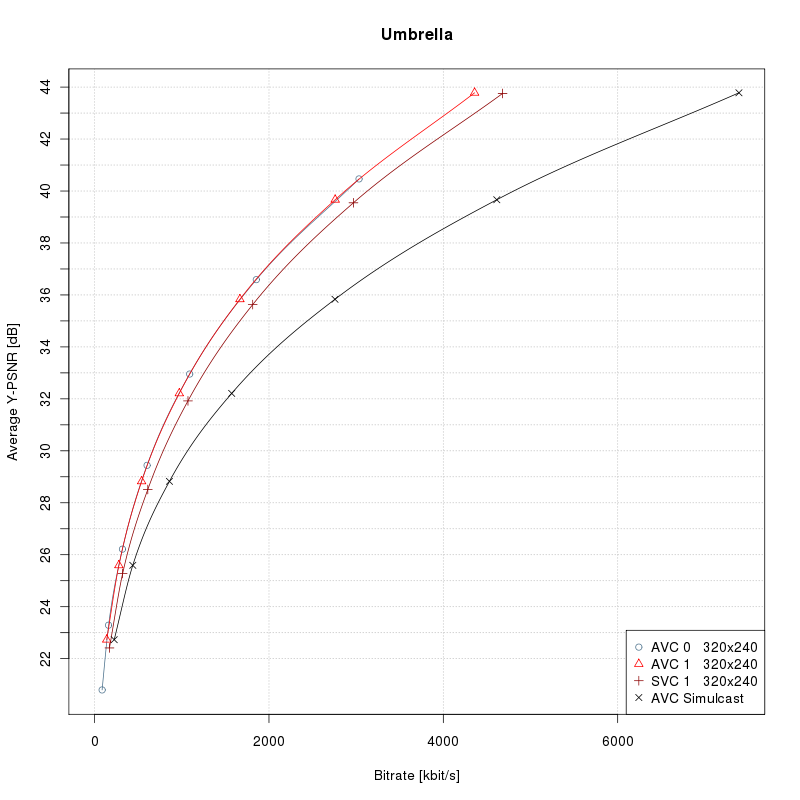 Umbrella
Average Y-PSNR [dB]
44
42
40
38
36
34
32
30
28
26
24
22
0 2000 4000 6000
Bitrate [kbit/s]
AVC 0 320x240
AVC 1 320x240
SVC 1 320x240
AVC Simulcast